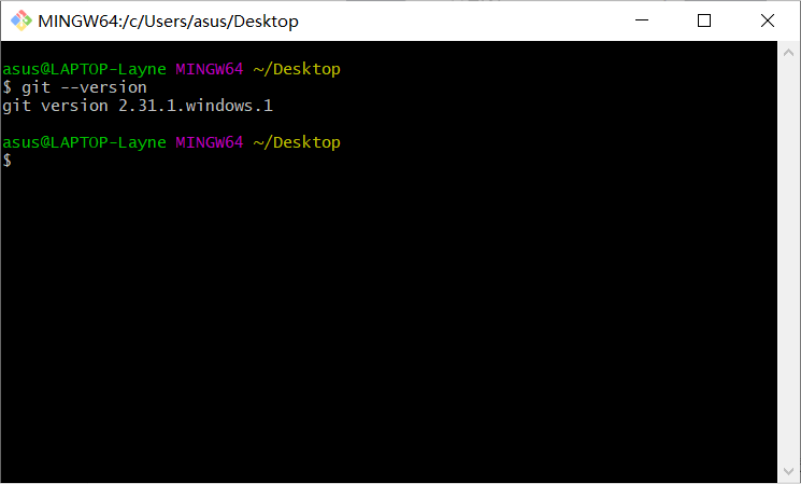 MINGW64:/c/Users/asus/Desktop
asus@LAPTOP-Layne MINGW64 ~/Desktop
$ git --version
git version 2.31.1.windows.1
asus@LAPTOP-Layne MINGW64 ~/Desktop
$